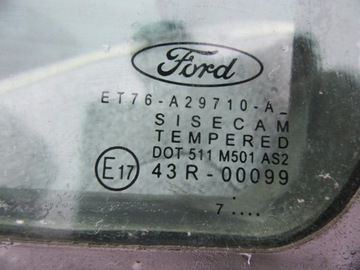 Ford
ET76-A29710-A-
SISECAM
TEMPERED
DOT 511 M501 AS2
E17 43R-00099
.
7 ....